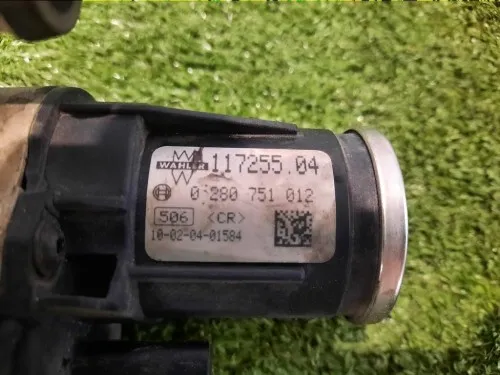 WAHLER 117255.04
0 280 751 012
506 <CR>
10-02-04-01584